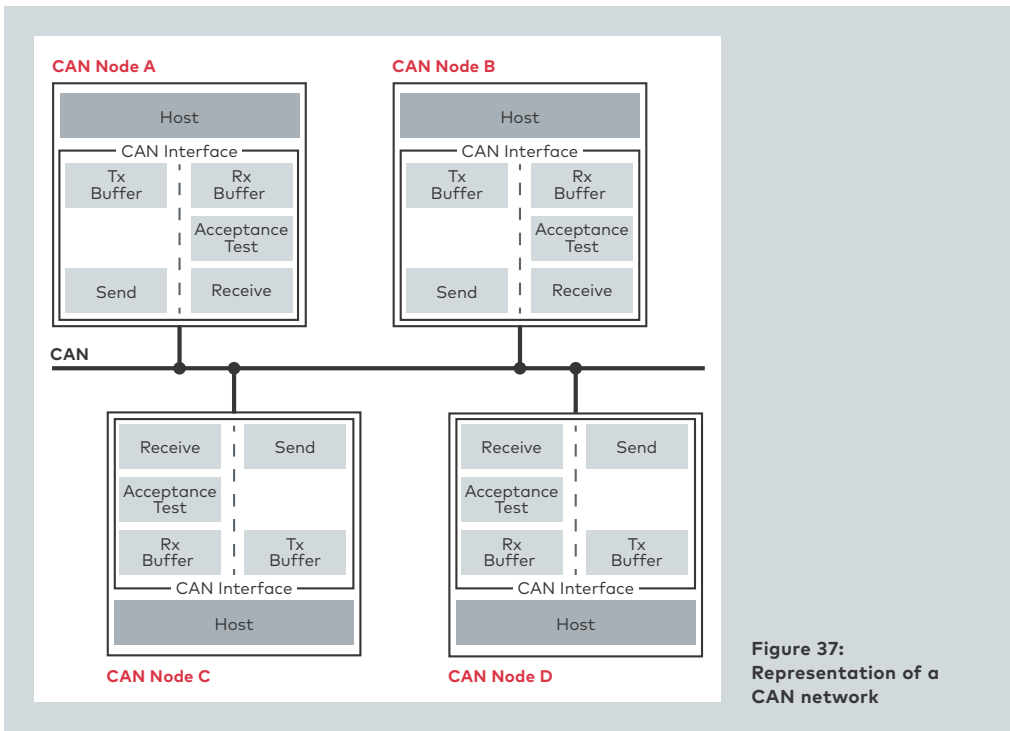 CAN Node A
Host
CAN Interface
Tx
Buffer
Rx
Buffer
Acceptance
Test
Send
Receive
CAN Node B
Host
CAN Interface
Tx
Buffer
Rx
Buffer
Acceptance
Test
Send
Receive
CAN
Receive
Send
Acceptance
Test
Rx
Buffer
Tx
Buffer
CAN Interface
Host
CAN Node C
Receive
Send
Acceptance
Test
Rx
Buffer
Tx
Buffer
CAN Interface
Host
CAN Node D
Figure 37:
Representation of a
CAN network